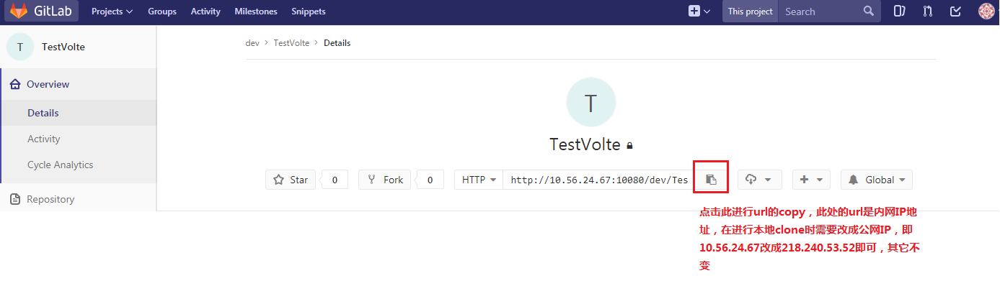 GitLab Projects Groups Activity Milestones Snippets This project Search
T TestVolte
dev > TestVolte > Details
Overview
T
Details
Activity
TestVolte
Cycle Analytics
Star 0 Fork 0 HTTP http://10.56.24.67:10080/dev/Tes Global
Repository
点击此进行url的copy，此处的url是内网IP地
址，在进行本地clone时需要改成公网IP，即
10.56.24.67改成218.240.53.52即可，其它不
变